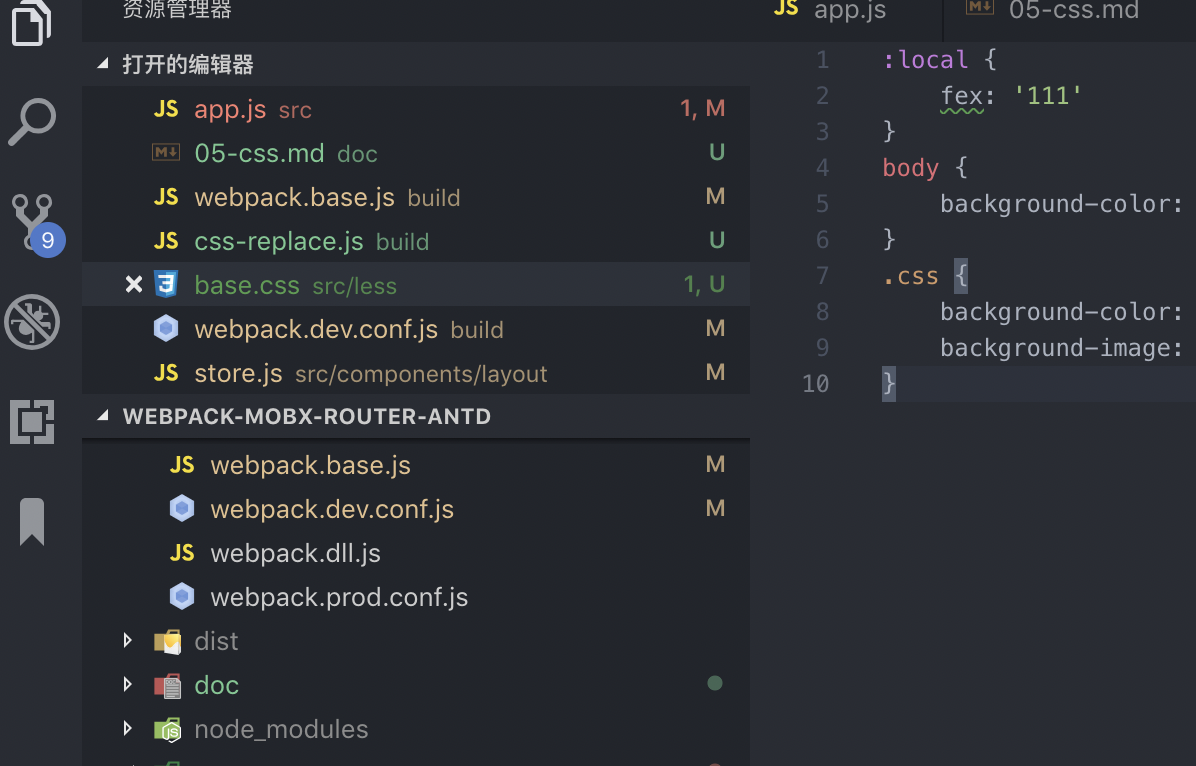 资源管理器
打开的编辑器
JS app.js src 1, M
M↓ 05-css.md doc U
JS webpack.base.js build M
JS css-replace.js build U
base.css src/less 1, U
webpack.dev.conf.js build M
JS store.js src/components/layout M
WEBPACK-MOBX-ROUTER-ANTD
JS webpack.base.js M
webpack.dev.conf.js M
JS webpack.dll.js
webpack.prod.conf.js
dist
doc
node_modules
9
JS app.js M↓ 05-css.md
1 :local {
2 fex: '111'
3 }
4 body {
5 background-color:
6 }
7 .css {
8 background-color:
9 background-image:
10 }